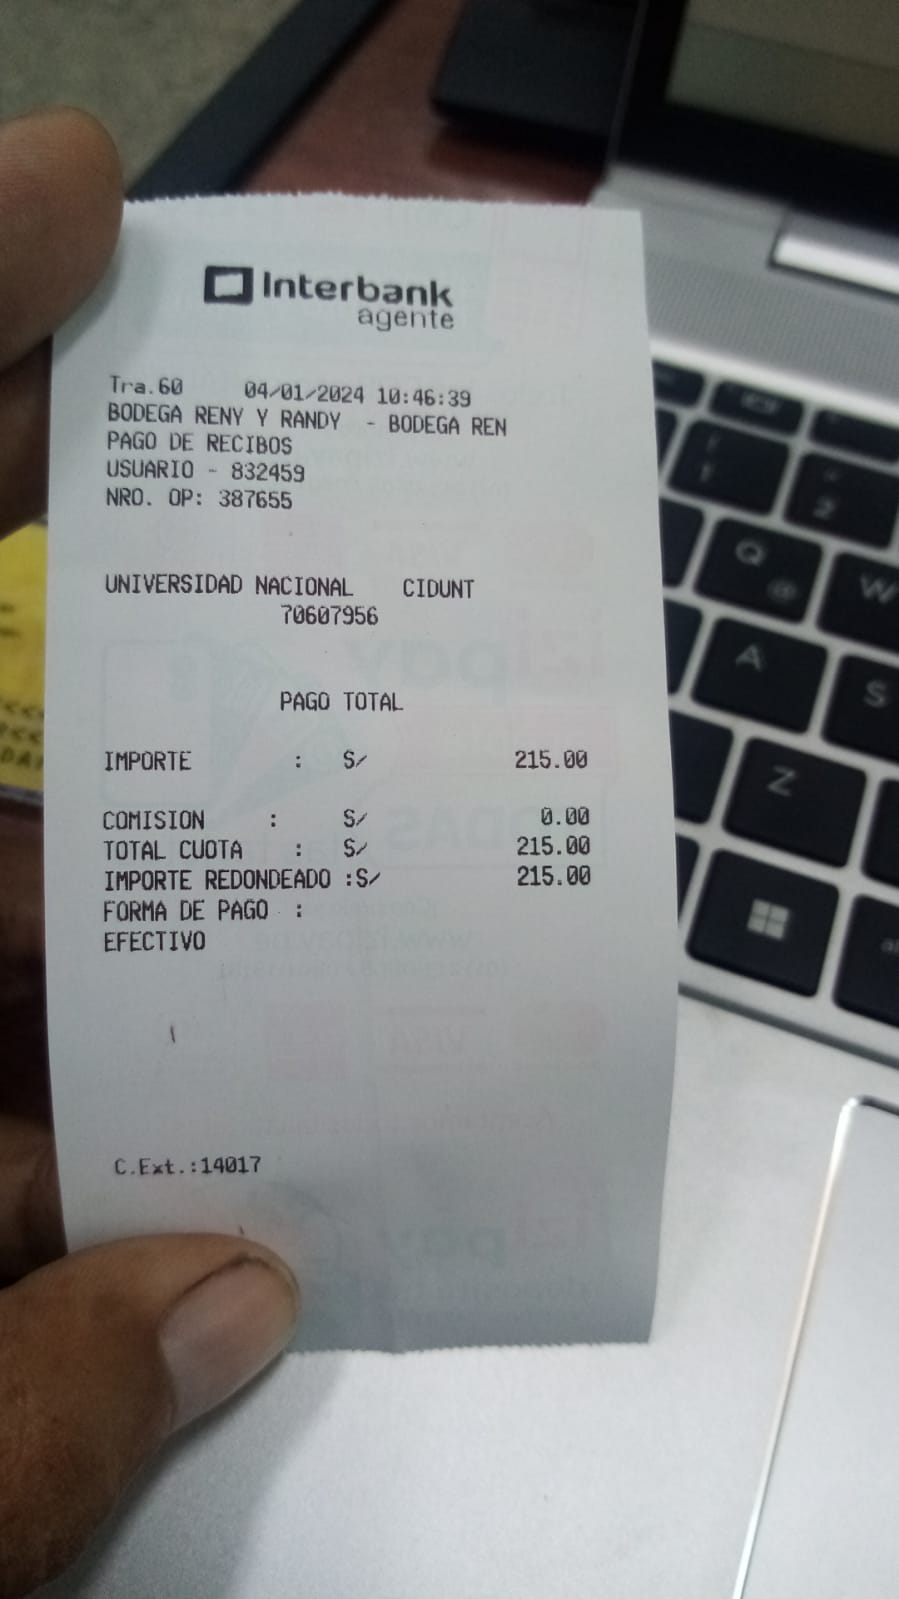 Interbank
agente
Tra.60 04/01/2024 10:46:39
BODEGA RENY Y RANDY - BODEGA REN
PAGO DE RECIBOS
USUARIO - 832459
NRO. OP: 387655
UNIVERSIDAD NACIONAL CIDUNT
70607956
PAGO TOTAL
IMPORTE : S/ 215.00
COMISION : S/ 0.00
TOTAL CUOTA : S/ 215.00
IMPORTE REDONDEADO :S/ 215.00
FORMA DE PAGO :
EFECTIVO
C.Ext.:14017
1
2
Q
@
W
A
S
Z